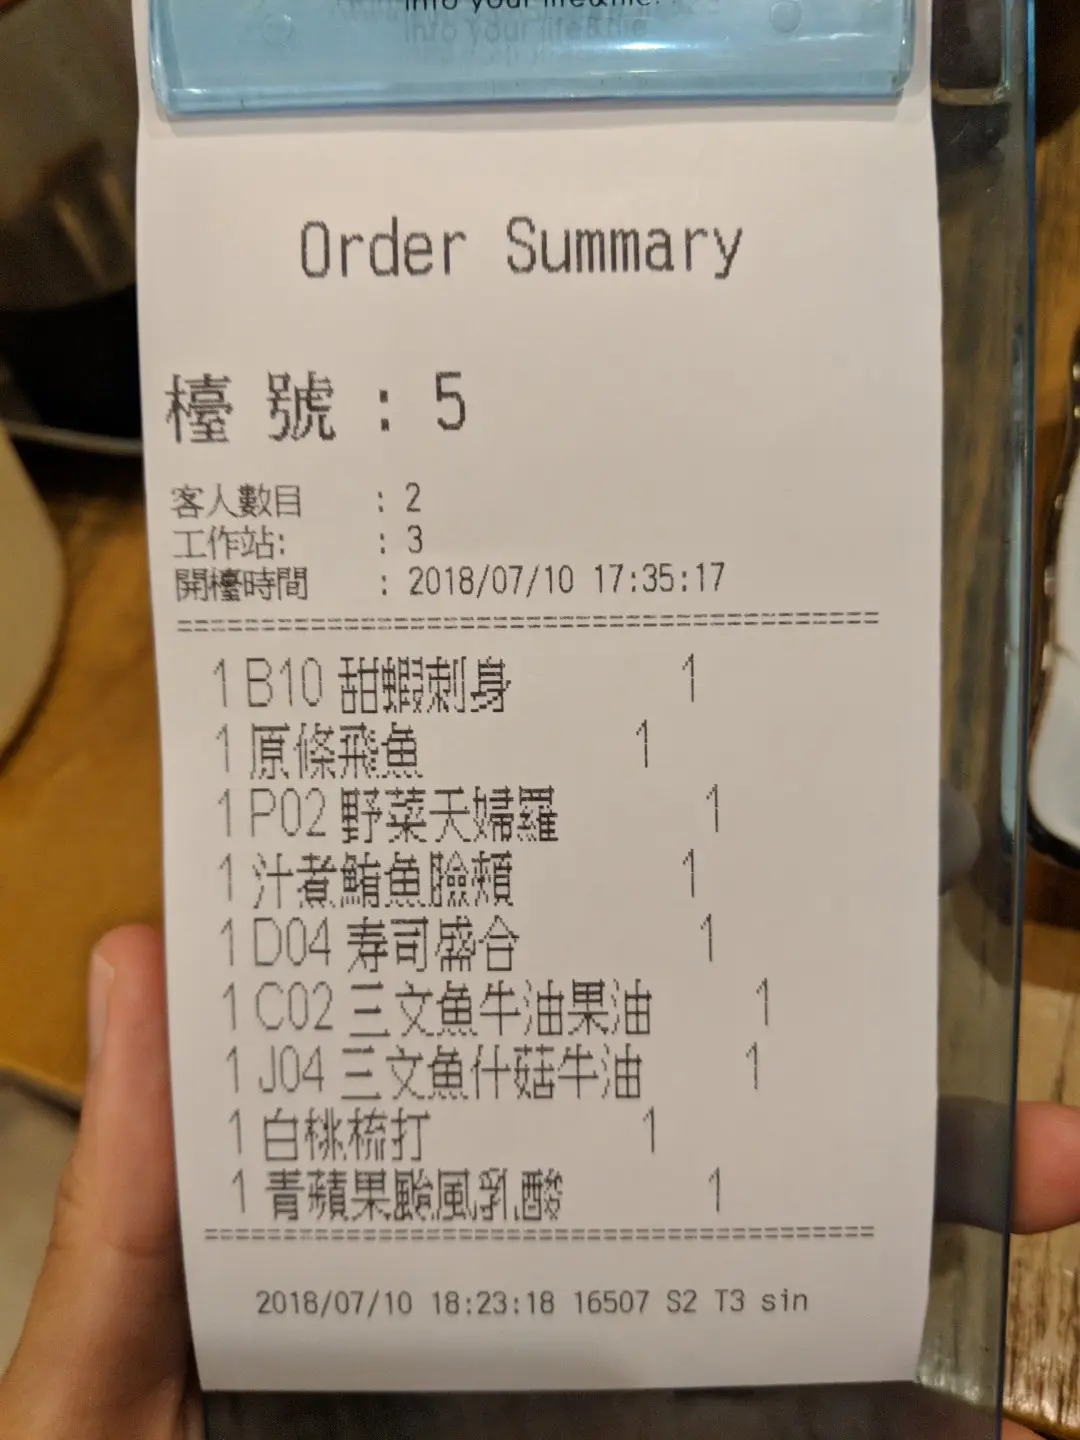 into your life&me.
Order Summary
檯 號 : 5
客人數目 : 2
工作站: : 3
開檯時間 : 2018/07/10 17:35:17
1 B10 甜蝦刺身 1
1 原條飛魚 1
1 P02 野菜天婦羅 1
1 汁煮鮪魚臉頰 1
1 D04 寿司盛合 1
1 C02 三文魚牛油果油 1
1 J04 三文魚什菇牛油 1
1 白桃梳打 1
1 青蘋果颱風乳酸 1
2018/07/10 18:23:18 16507 S2 T3 sin